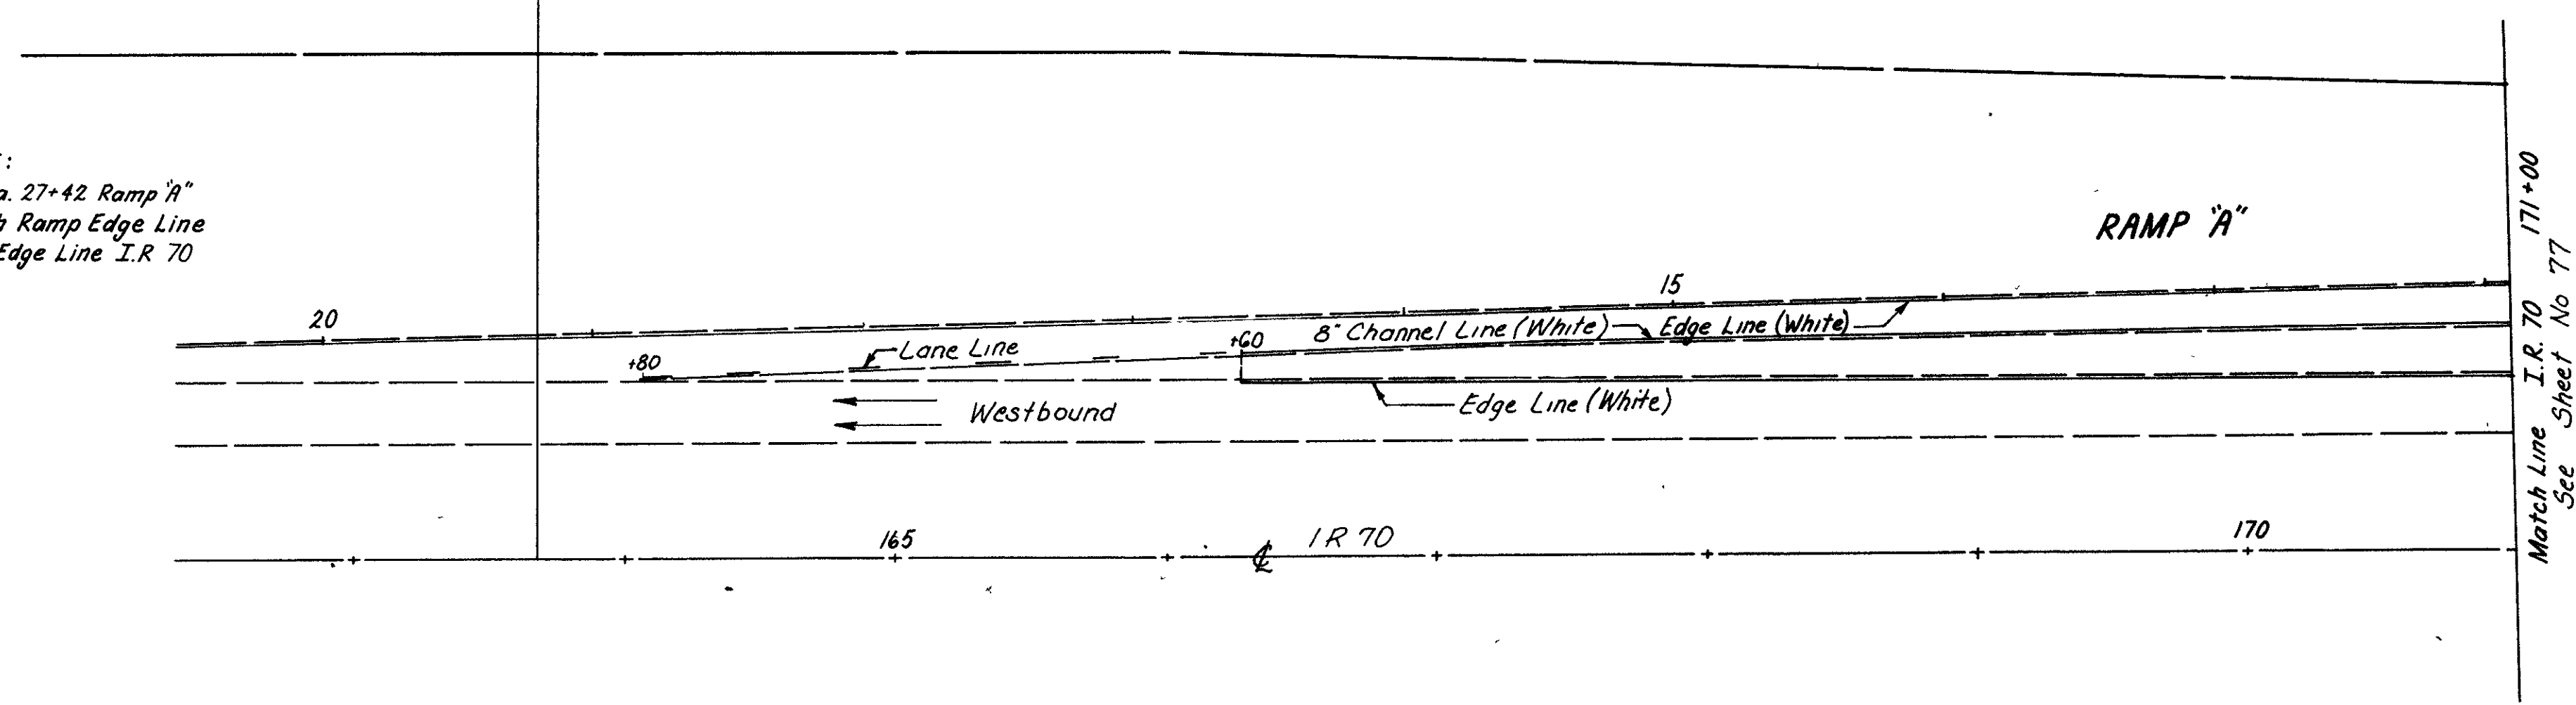 27+42 Ramp "A"
Ramp Edge Line
Edge Line I.R 70
RAMP "A"
20
15
+80
Lane Line
+60
8" Channel Line (White)
Edge Line (White)
Westbound
Edge Line (White)
165
℄
I R 70
170
Match Line I.R. 70 171+00
See Sheet No 77